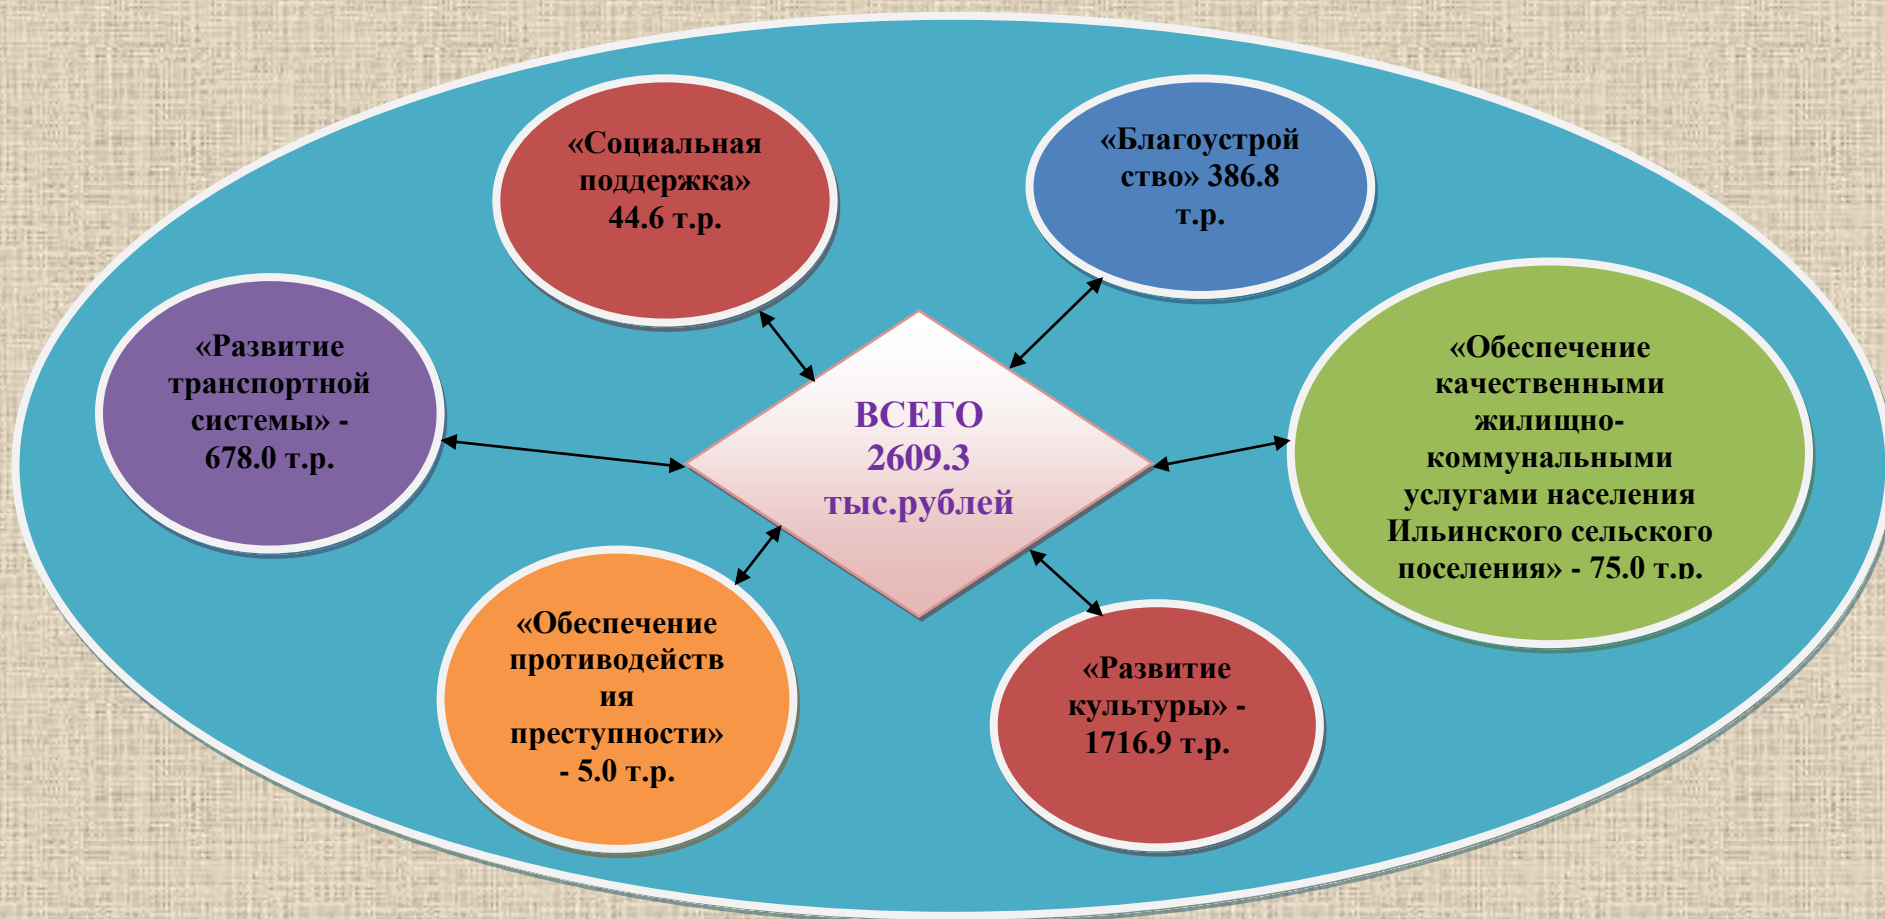 «Социальная
поддержка»
44.6 т.р.
«Благоустрой
ство» 386.8
т.р.
«Развитие
транспортной
системы» -
678.0 т.р.
ВСЕГО
2609.3
тыс.рублей
«Обеспечение
качественными
жилищно-
коммунальными
услугами населения
Ильинского сельского
поселения» - 75.0 т.р.
«Обеспечение
противодейств
ия
преступности»
- 5.0 т.р.
«Развитие
культуры» -
1716.9 т.р.